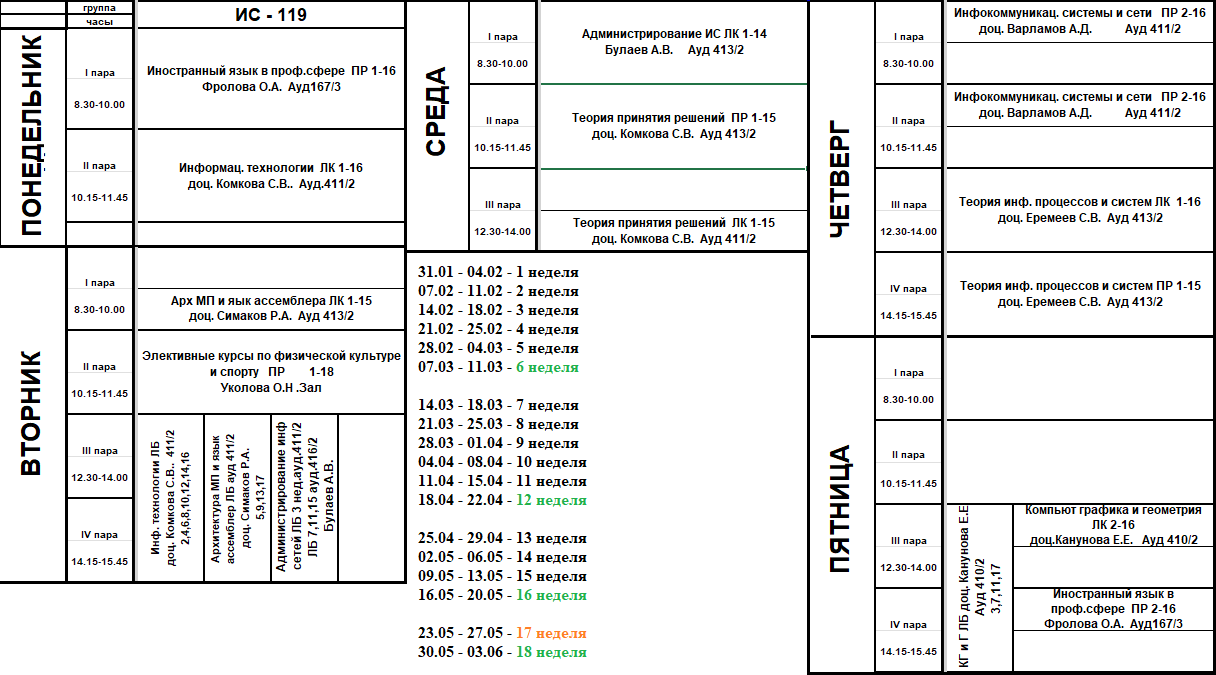 группа
часы
ИС - 119
ПОНЕДЕЛЬНИК
I пара
8.30-10.00
Иностранный язык в проф.сфере ПР 1-16
Фролова О.А. Ауд167/3
II пара
10.15-11.45
Информац. технологии ЛК 1-16
доц. Комкова С.В.. Ауд.411/2
ВТОРНИК
I пара
8.30-10.00
Арх МП и яык ассемблера ЛК 1-15
доц. Симаков Р.А. Ауд 413/2
II пара
10.15-11.45
Элективные курсы по физической культуре
и спорту ПР 1-18
Уколова О.Н .Зал
III пара
12.30-14.00
IV пара
14.15-15.45
Инф. технологии ЛБ
доц. Комкова С.В.. 411/2
2,4,6,8,10,12,14,16
Архитектура МП и язык
ассемблер ЛБ ауд 411/2
доц. Симаков Р.А.
5,9,13,17
Администрирование инф
сетей ЛБ 3 нед.ауд.411/2
ЛБ 7,11,15 ауд.416/2
Булаев А.В.
СРЕДА
I пара
8.30-10.00
Администрирование ИС ЛК 1-14
Булаев А.В. Ауд 413/2
II пара
10.15-11.45
Теория принятия решений ПР 1-15
доц. Комкова С.В. Ауд 413/2
III пара
12.30-14.00
Теория принятия решений ЛК 1-15
доц. Комкова С.В. Ауд 411/2
31.01 - 04.02 - 1 неделя
07.02 - 11.02 - 2 неделя
14.02 - 18.02 - 3 неделя
21.02 - 25.02 - 4 неделя
28.02 - 04.03 - 5 неделя
07.03 - 11.03 - 6 неделя
14.03 - 18.03 - 7 неделя
21.03 - 25.03 - 8 неделя
28.03 - 01.04 - 9 неделя
04.04 - 08.04 - 10 неделя
11.04 - 15.04 - 11 неделя
18.04 - 22.04 - 12 неделя
25.04 - 29.04 - 13 неделя
02.05 - 06.05 - 14 неделя
09.05 - 13.05 - 15 неделя
16.05 - 20.05 - 16 неделя
23.05 - 27.05 - 17 неделя
30.05 - 03.06 - 18 неделя
ЧЕТВЕРГ
I пара
8.30-10.00
Инфокоммуникац. системы и сети ПР 2-16
доц. Варламов А.Д. Ауд 411/2
II пара
10.15-11.45
Инфокоммуникац. системы и сети ПР 2-16
доц. Варламов А.Д. Ауд 411/2
III пара
12.30-14.00
Теория инф. процессов и систем ЛК 1-16
доц. Еремеев С.В. Ауд 413/2
IV пара
14.15-15.45
Теория инф. процессов и систем ПР 1-15
доц. Еремеев С.В. Ауд 413/2
ПЯТНИЦА
I пара
8.30-10.00
II пара
10.15-11.45
III пара
12.30-14.00
IV пара
14.15-15.45
КГ и Г ЛБ доц. Канунова Е.Е
Ауд 410/2
3,7,11,17
Компьют графика и геометрия
ЛК 2-16
доц.Канунова Е.Е. Ауд 410/2
Иностранный язык в
проф.сфере ПР 2-16
Фролова О.А. Ауд167/3